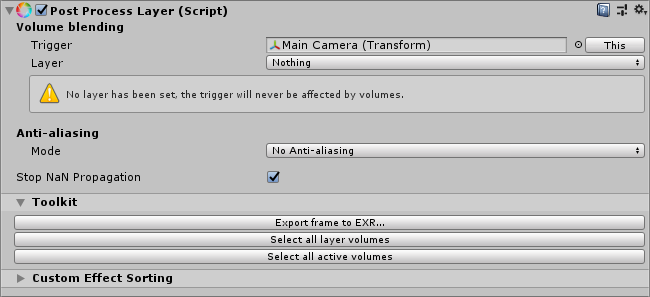 Post Process Layer (Script)
Volume blending
Trigger Main Camera (Transform) This
Layer Nothing
No layer has been set, the trigger will never be affected by volumes.
Anti-aliasing
Mode No Anti-aliasing
Stop NaN Propagation
Toolkit
Export frame to EXR...
Select all layer volumes
Select all active volumes
Custom Effect Sorting